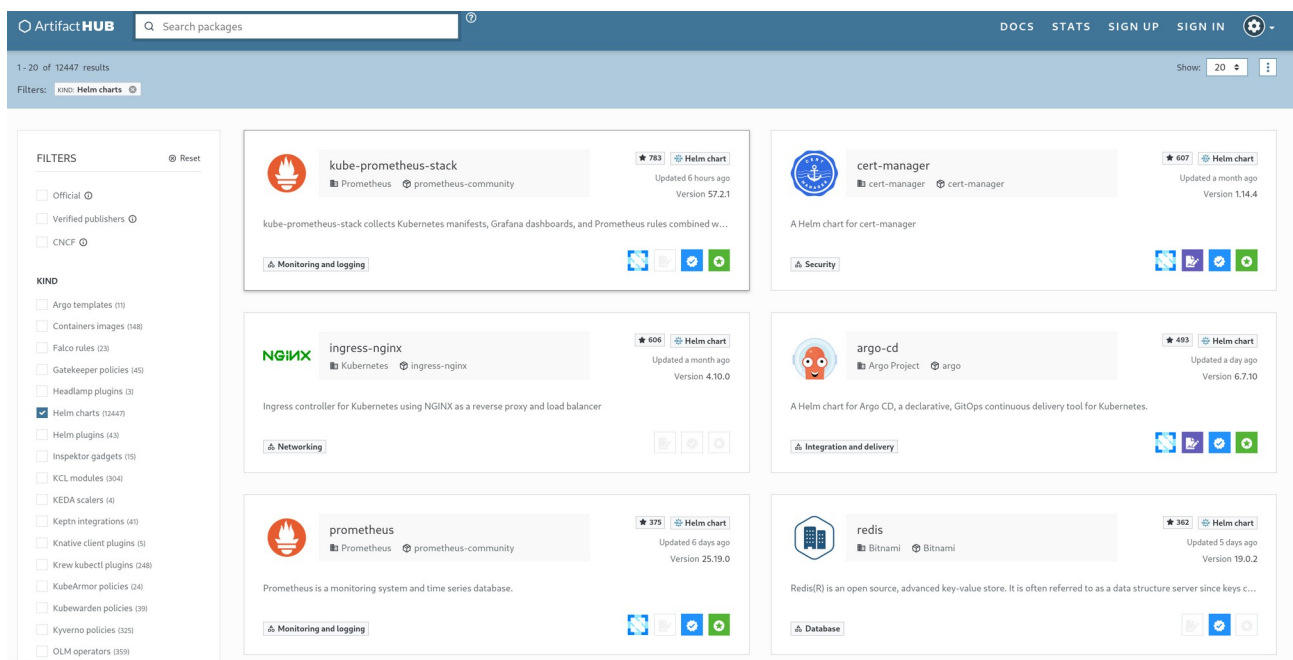 Artifact HUB
Search packages
DOCS STATS SIGN UP SIGN IN
1 - 20 of 12447 results
Show: 20
Filters: KIND: Helm charts
FILTERS
Reset
Official
Verified publishers
CNCF
KIND
Argo templates (11)
Containers images (148)
Falco rules (23)
Gatekeeper policies (45)
Headlamp plugins (3)
Helm charts (12447)
Helm plugins (43)
Inspektor gadgets (15)
KCL modules (304)
KEDA scalers (4)
Keptn integrations (41)
Knative client plugins (5)
Krew kubectl plugins (248)
KubeArmor policies (24)
Kubewarden policies (39)
Kyverno policies (325)
OLM operators (359)
kube-prometheus-stack
Prometheus prometheus-community
783 Helm chart
Updated 6 hours ago
Version 57.2.1
kube-prometheus-stack collects Kubernetes manifests, Grafana dashboards, and Prometheus rules combined w...
Monitoring and logging
CERT MANAGER
cert-manager
cert-manager cert-manager
607 Helm chart
Updated a month ago
Version 1.14.4
A Helm chart for cert-manager
Security
NGINX
ingress-nginx
Kubernetes ingress-nginx
606 Helm chart
Updated a month ago
Version 4.10.0
Ingress controller for Kubernetes using NGINX as a reverse proxy and load balancer
Networking
argo-cd
Argo Project argo
493 Helm chart
Updated a day ago
Version 6.7.10
A Helm chart for Argo CD, a declarative, GitOps continuous delivery tool for Kubernetes.
Integration and delivery
prometheus
Prometheus prometheus-community
375 Helm chart
Updated 6 days ago
Version 25.19.0
Prometheus is a monitoring system and time series database.
Monitoring and logging
redis
Bitnami Bitnami
362 Helm chart
Updated 5 days ago
Version 19.0.2
Redis(R) is an open source, advanced key-value store. It is often referred to as a data structure server since keys c...
Database